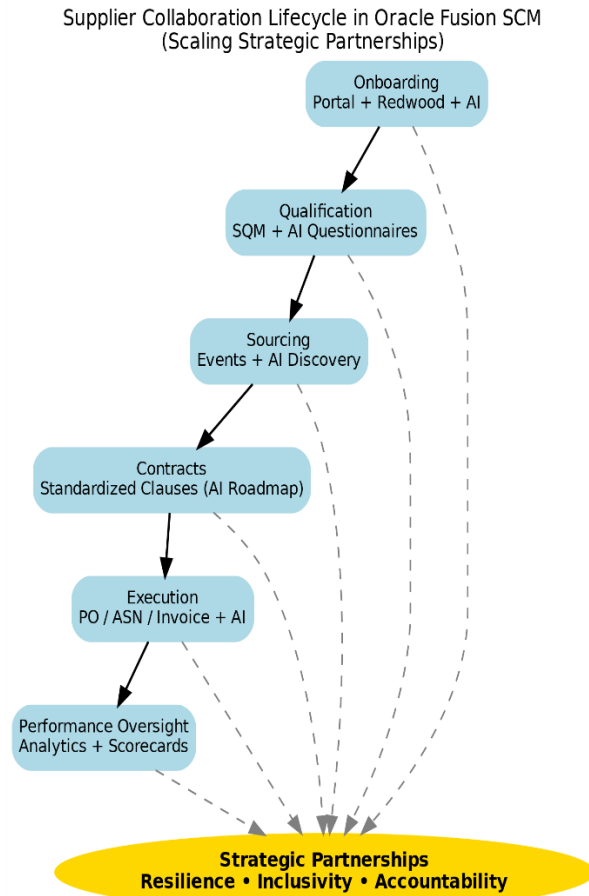 Supplier Collaboration Lifecycle in Oracle Fusion SCM
(Scaling Strategic Partnerships)
Onboarding
Portal + Redwood + AI
Qualification
SQM + AI Questionnaires
Sourcing
Events + AI Discovery
Contracts
Standardized Clauses (AI Roadmap)
Execution
PO / ASN / Invoice + AI
Performance Oversight
Analytics + Scorecards
Strategic Partnerships
Resilience • Inclusivity • Accountability